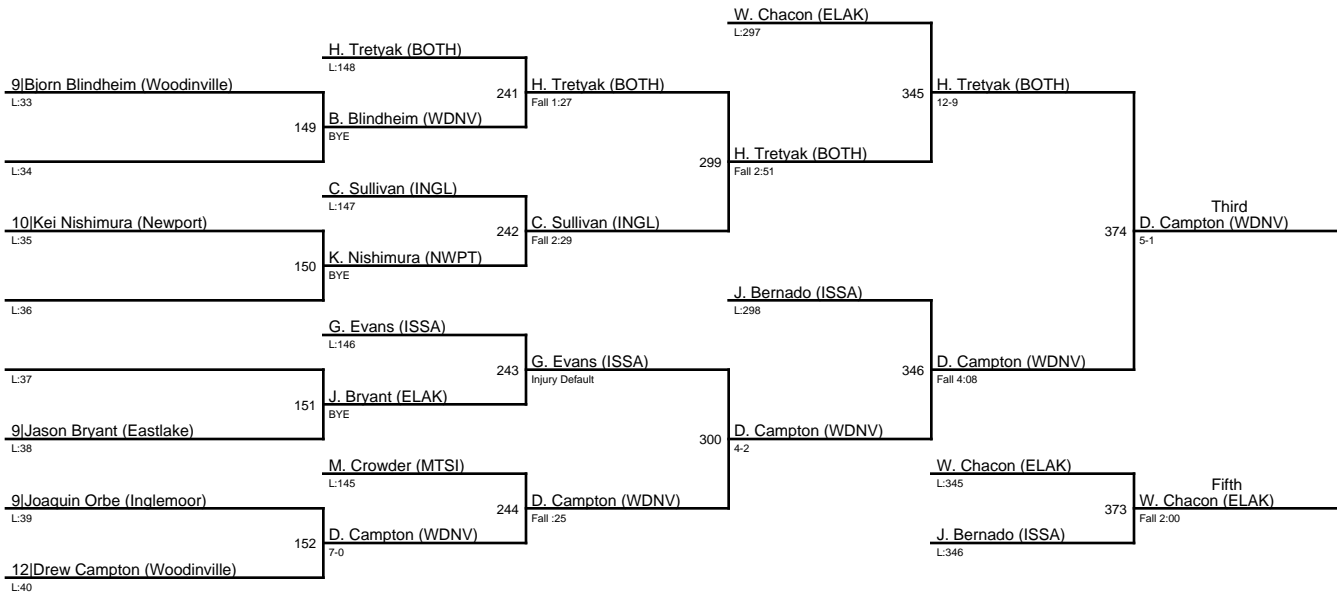 W. Chacon (ELAK)
L:297
H. Tretyak (BOTH)
L:148
9|Bjorn Blindheim (Woodinville)
L:33
241
H. Tretyak (BOTH)
Fall 1:27
345
H. Tretyak (BOTH)
12-9
149
B. Blindheim (WDNV)
BYE
L:34
299
H. Tretyak (BOTH)
Fall 2:51
C. Sullivan (INGL)
L:147
Third
10|Kei Nishimura (Newport)
L:35
242
C. Sullivan (INGL)
Fall 2:29
374
D. Campton (WDNV)
5-1
150
K. Nishimura (NWPT)
BYE
L:36
J. Bernado (ISSA)
L:298
G. Evans (ISSA)
L:146
L:37
243
G. Evans (ISSA)
Injury Default
346
D. Campton (WDNV)
Fall 4:08
151
J. Bryant (ELAK)
BYE
9|Jason Bryant (Eastlake)
L:38
300
D. Campton (WDNV)
4-2
M. Crowder (MTSI)
L:145
W. Chacon (ELAK)
L:345
Fifth
9|Joaquin Orbe (Inglemoor)
L:39
244
D. Campton (WDNV)
Fall :25
373
W. Chacon (ELAK)
Fall 2:00
152
D. Campton (WDNV)
7-0
J. Bernado (ISSA)
L:346
12|Drew Campton (Woodinville)
L:40